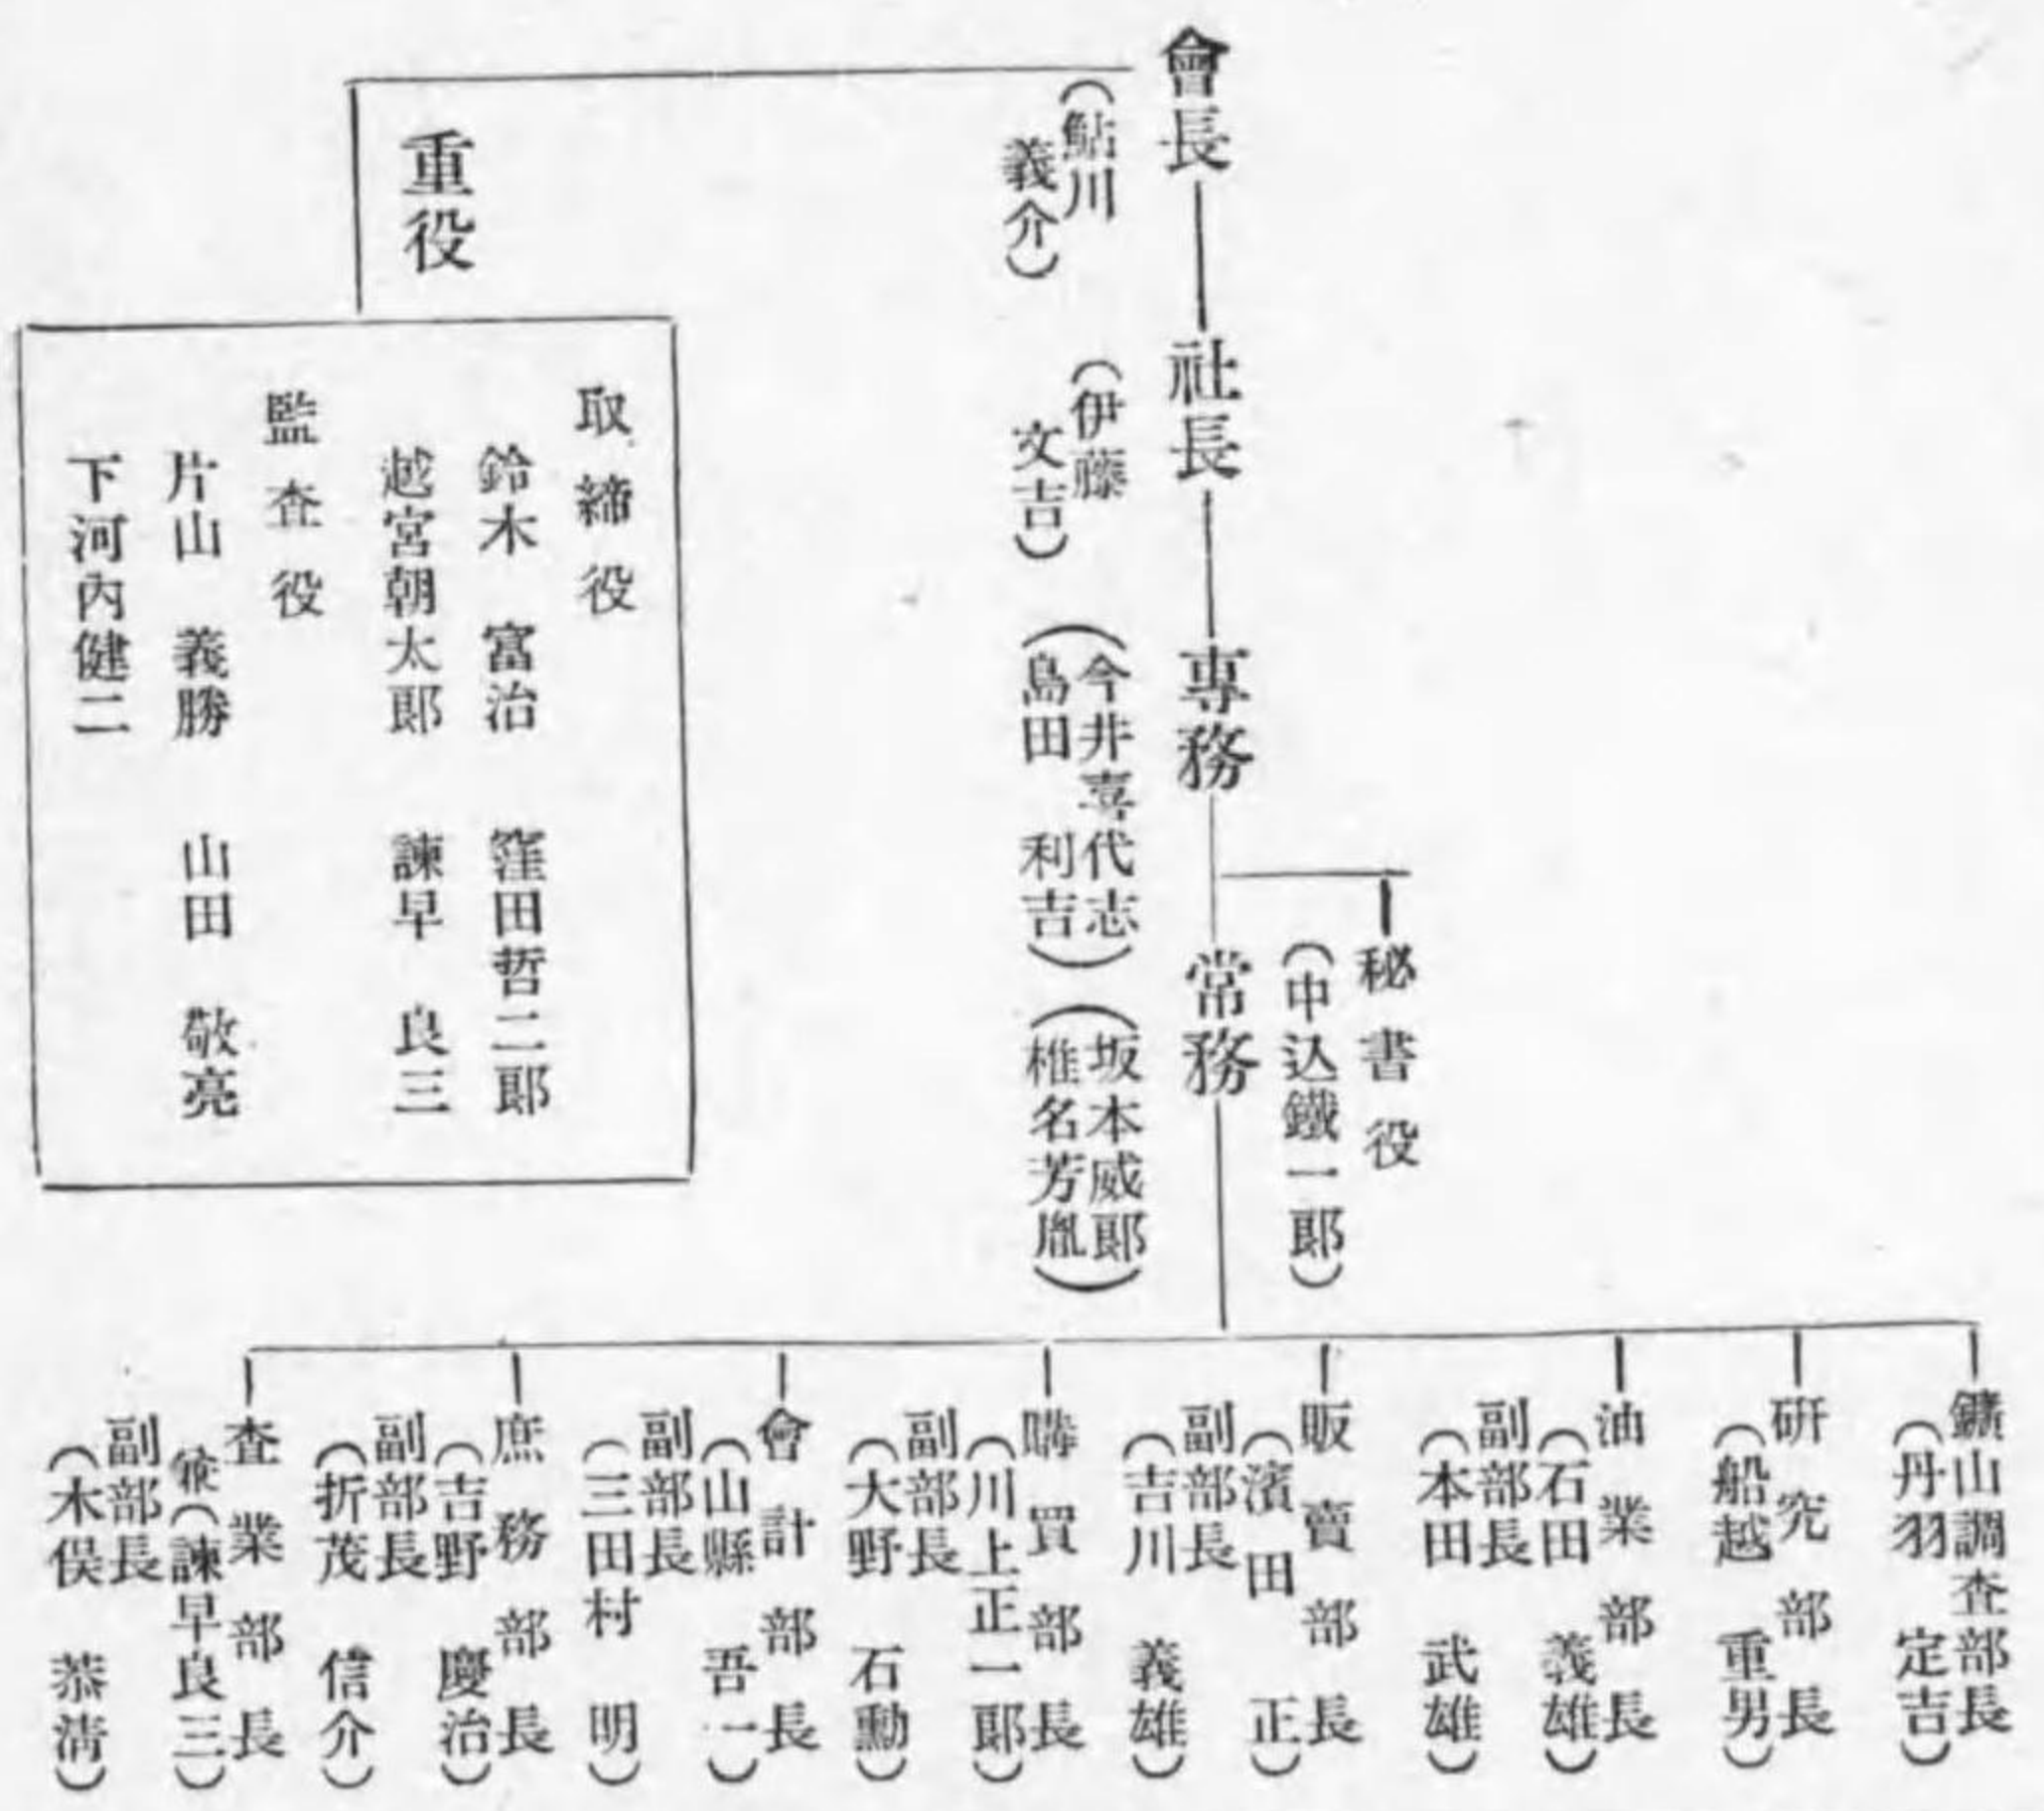 會長
(鮎川
義介)
社長
(伊藤
文吉)
專務
(今井喜代志
島田 利吉)
常務
(坂本威郎
椎名芳胤)
秘書役
(中込鐵一郎)
重役
取締役
鈴木 富治 窪田哲二郎
越宮朝太郎 諫早 良三
監査役
片山 義勝 山田 敬亮
下河內健二
鑛山調査部長
(丹羽 定吉)
硏究部長
(船越 重男)
油業部長
(石田 義雄)
副部長
(本田 武雄)
販賣部長
(濱田 正)
副部長
(吉川 義雄)
購買部長
(川上正一郎)
副部長
(大野 石勳)
會計部長
(山縣 吾一)
副部長
(三田村 明)
庶務部長
(吉野 慶治)
副部長
(折茂 信介)
査業部長
(諫早良三)
副部長
(木俣 恭淸)